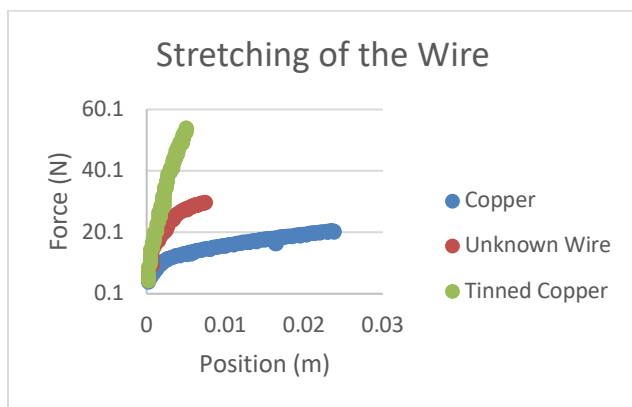 Stretching of the Wire
60.1
40.1
20.1
0.1
Force (N)
0
0.01
0.02
0.03
Position (m)
Copper
Unknown Wire
Tinned Copper